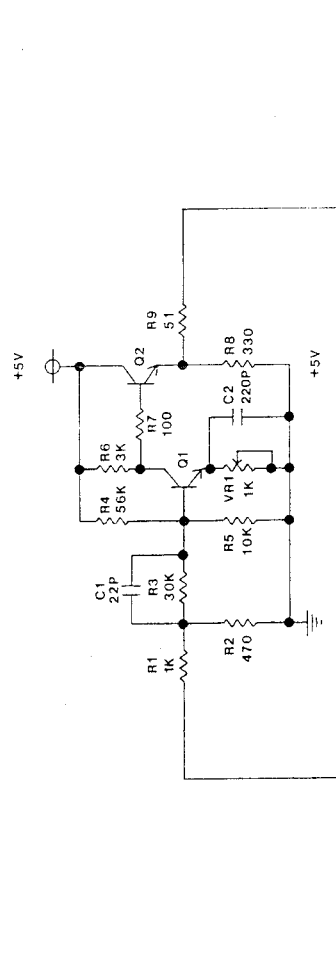 +5V
R4
56K
R6
3K
Q2
R9
51
C1
22P
R7
100
R1
1K
R3
30K
Q1
C2
220P
R8
330
R2
470
R5
10K
VR1
1K
+5V